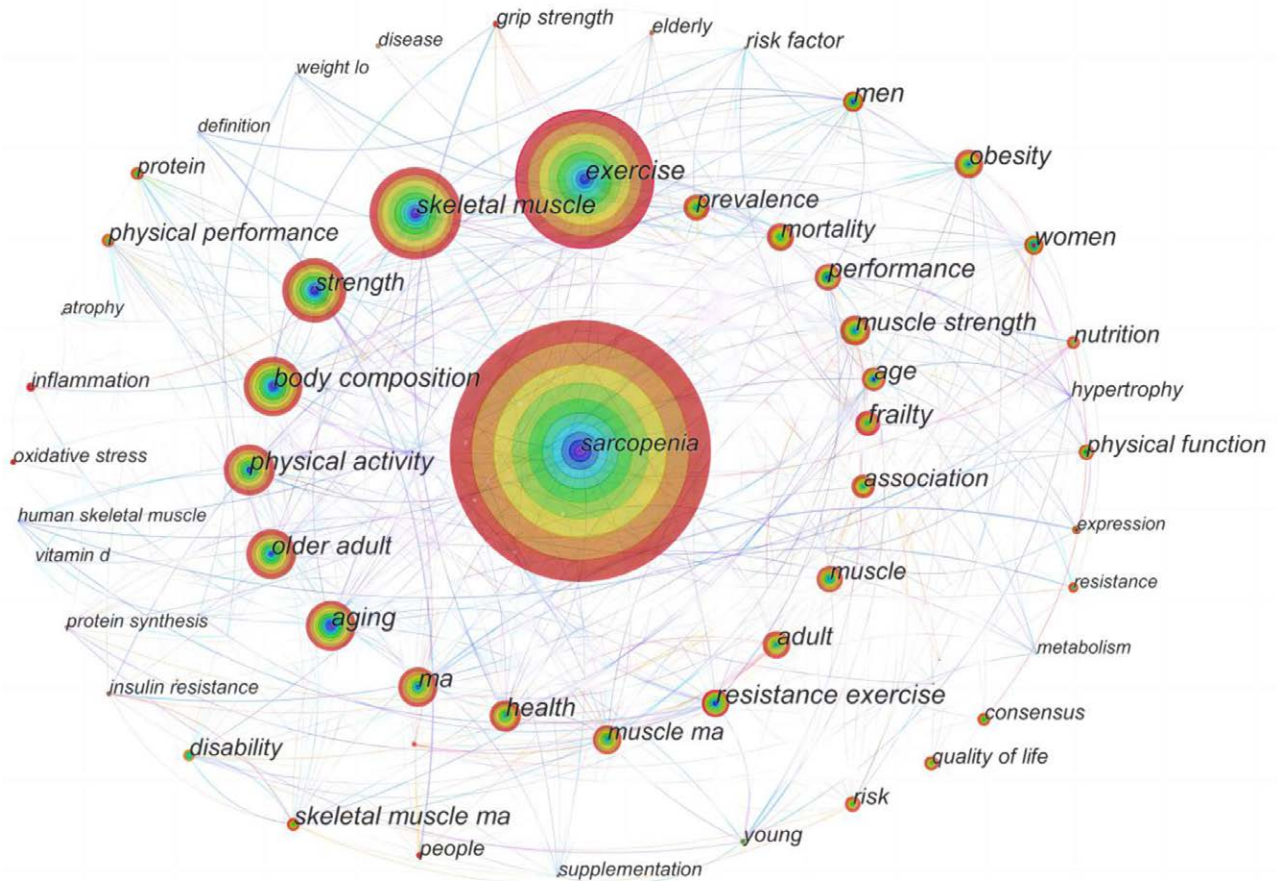 grip strength
elderly
disease
risk factor
weight lo
men
definition
obesity
protein
exercise
skeletal muscle
prevalence
physical performance
mortality
women
strength
performance
atrophy
muscle strength
nutrition
inflammation
body composition
age
hypertrophy
frailty
sarcopenia
physical function
oxidative stress
physical activity
association
human skeletal muscle
expression
vitamin d
older adult
muscle
resistance
protein synthesis
aging
adult
metabolism
insulin resistance
ma
health
resistance exercise
consensus
disability
muscle ma
quality of life
skeletal muscle ma
risk
people
young
supplementation